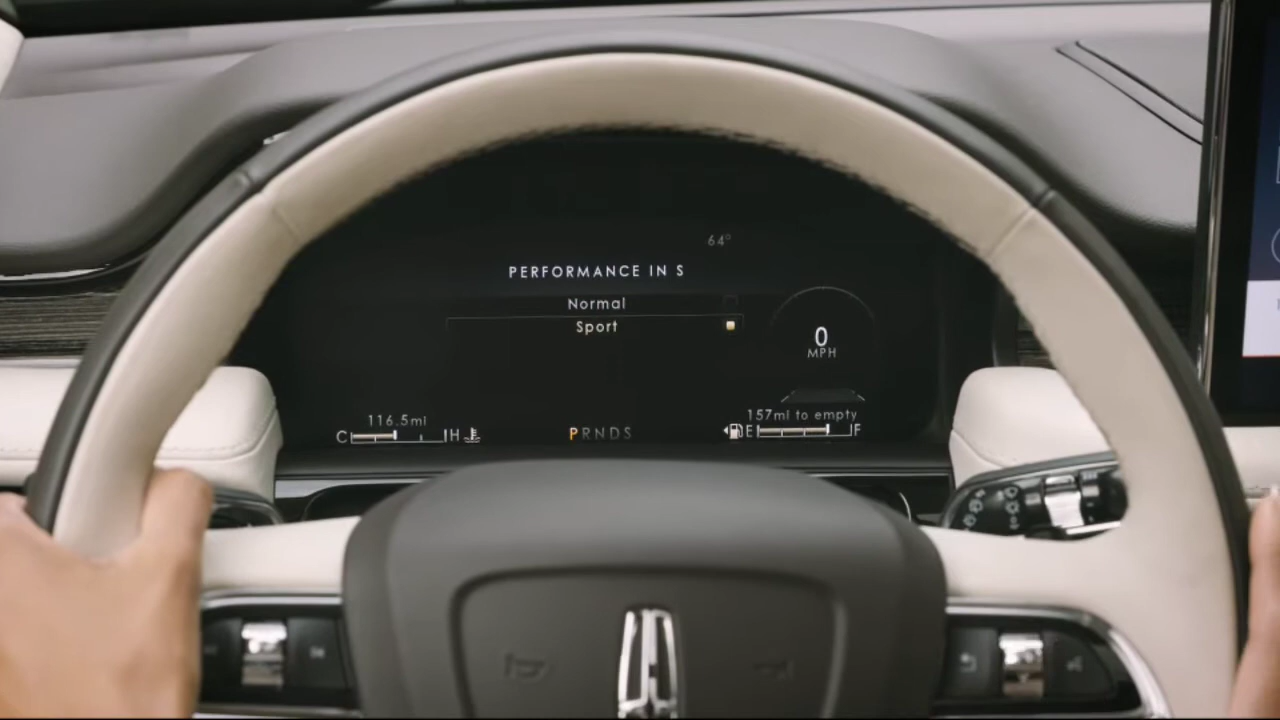 64°
PERFORMANCE IN S
Normal
Sport
0
MPH
116.5mi
157mi to empty
C H
PRNDS
E F